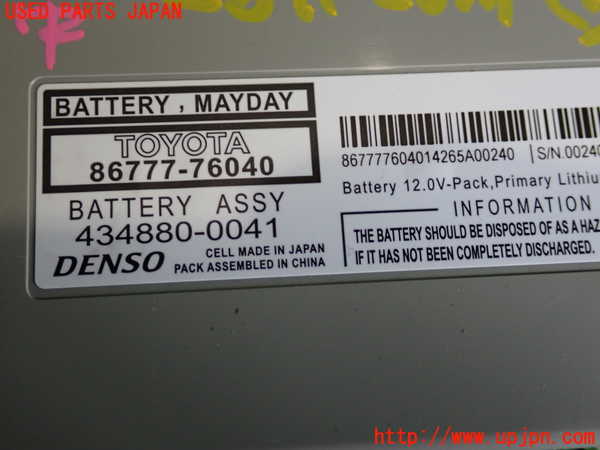 USED PARTS JAPAN
BATTERY , MAYDAY
TOYOTA
86777-76040
BATTERY ASSY
434880-0041
DENSO
CELL MADE IN JAPAN
PACK ASSEMBLED IN CHINA
867777604014265A00240
S/N.00240
Battery 12.0V-Pack,Primary Lithiu
INFORMATION
THE BATTERY SHOULD BE DISPOSED OF AS A HAZ
IF IT HAS NOT BEEN COMPLETELY DISCHARGED.
http://www.upjpn.com/